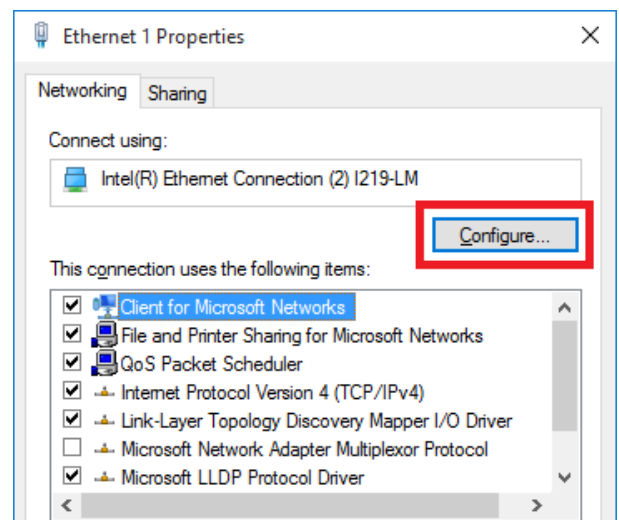 Ethernet 1 Properties
Networking Sharing
Connect using:
Intel(R) Ethernet Connection (2) I219-LM
Configure...
This connection uses the following items:
Client for Microsoft Networks
File and Printer Sharing for Microsoft Networks
QoS Packet Scheduler
Internet Protocol Version 4 (TCP/IPv4)
Link-Layer Topology Discovery Mapper I/O Driver
Microsoft Network Adapter Multiplexor Protocol
Microsoft LLDP Protocol Driver